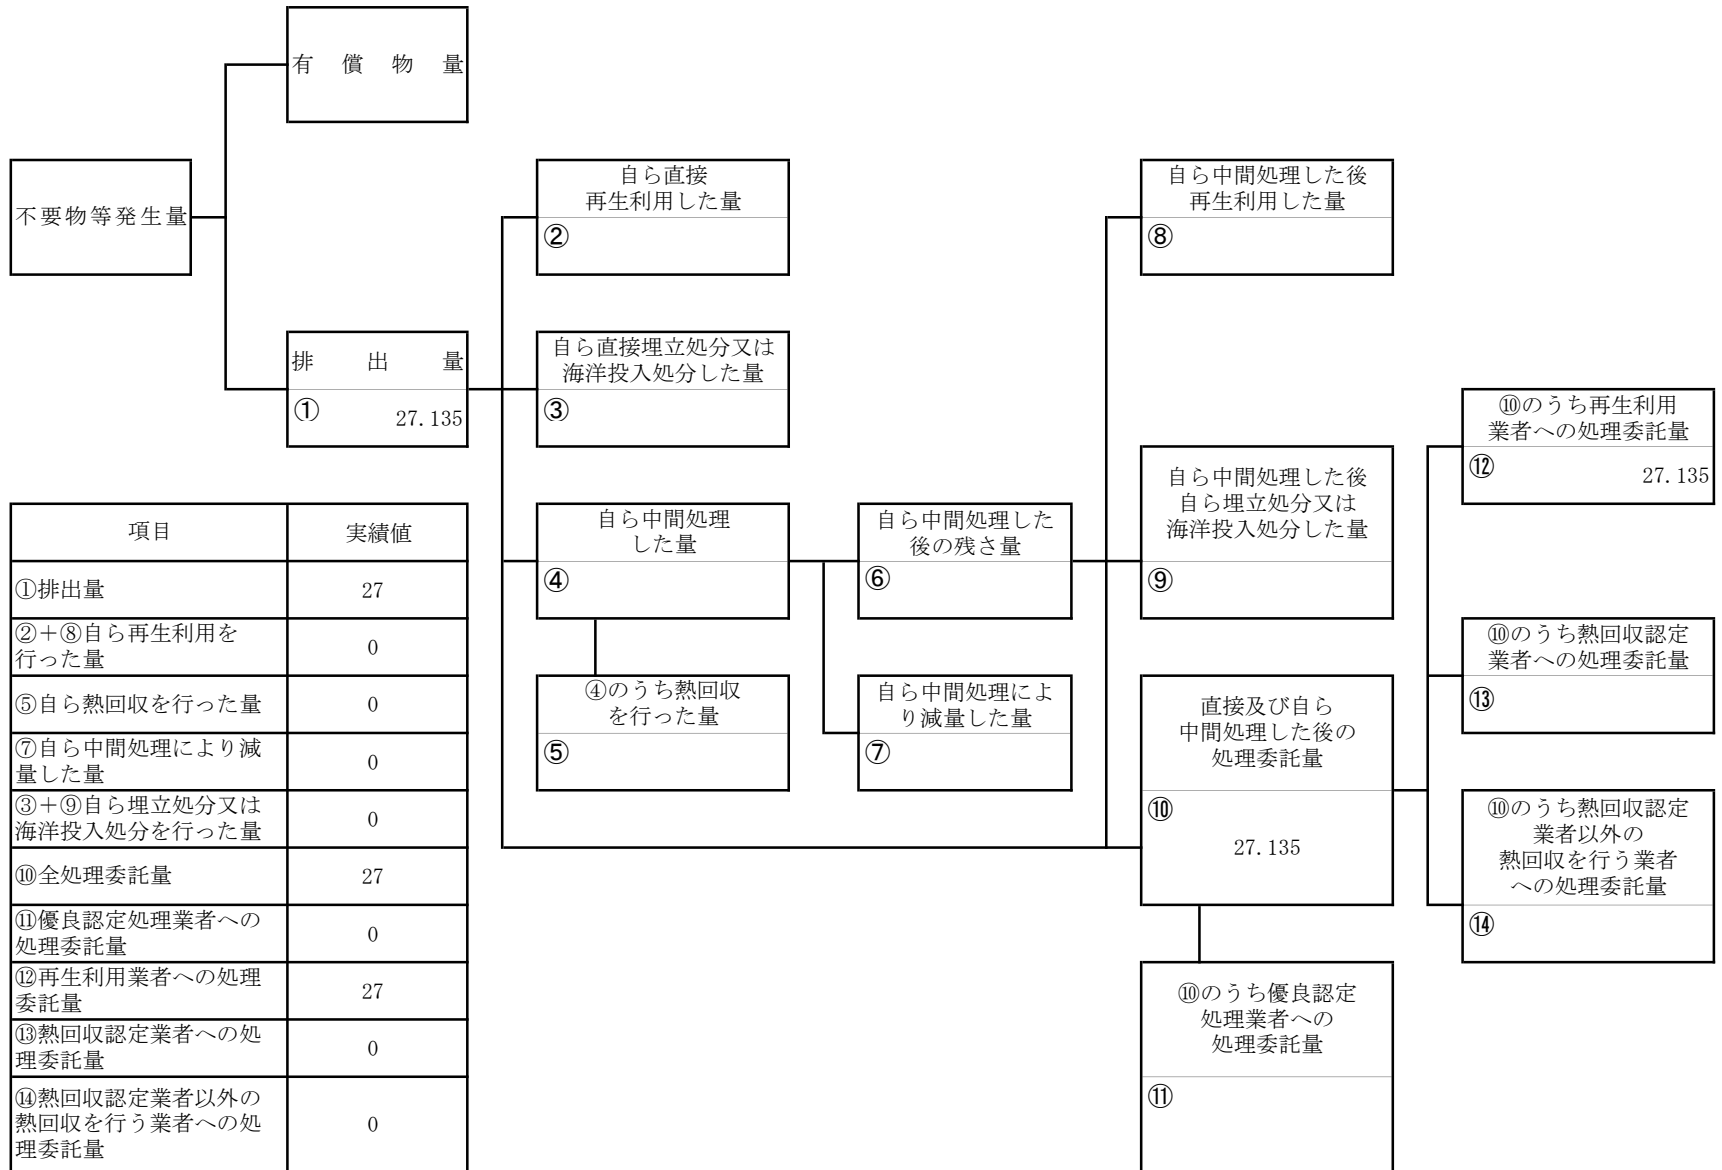 有償物量
不要物等発生量
自ら直接
再生利用した量
②
自ら中間処理した後
再生利用した量
⑧
排出量
①
27.135
自ら直接埋立処分又は
海洋投入処分した量
③
⑩のうち再生利用
業者への処理委託量
⑫
27.135
自ら中間処理
した量
④
自ら中間処理した
後の残さ量
⑥
自ら中間処理した後
自ら埋立処分又は
海洋投入処分した量
⑨
⑩のうち熱回収認定
業者への処理委託量
⑬
④のうち熱回収
を行った量
⑤
自ら中間処理によ
り減量した量
⑦
直接及び自ら
中間処理した後の
処理委託量
⑩
27.135
⑩のうち熱回収認定
業者以外の
熱回収を行う業者
への処理委託量
⑭
⑩のうち優良認定
処理業者への
処理委託量
⑪
項目 実績値
①排出量 27
②＋⑧自ら再生利用を
行った量 0
⑤自ら熱回収を行った量 0
⑦自ら中間処理により減
量した量 0
③＋⑨自ら埋立処分又は
海洋投入処分を行った量 0
⑩全処理委託量 27
⑪優良認定処理業者への
処理委託量 0
⑫再生利用業者への処理
委託量 27
⑬熱回収認定業者への処
理委託量 0
⑭熱回収認定業者以外の
熱回収を行う業者への処
理委託量 0